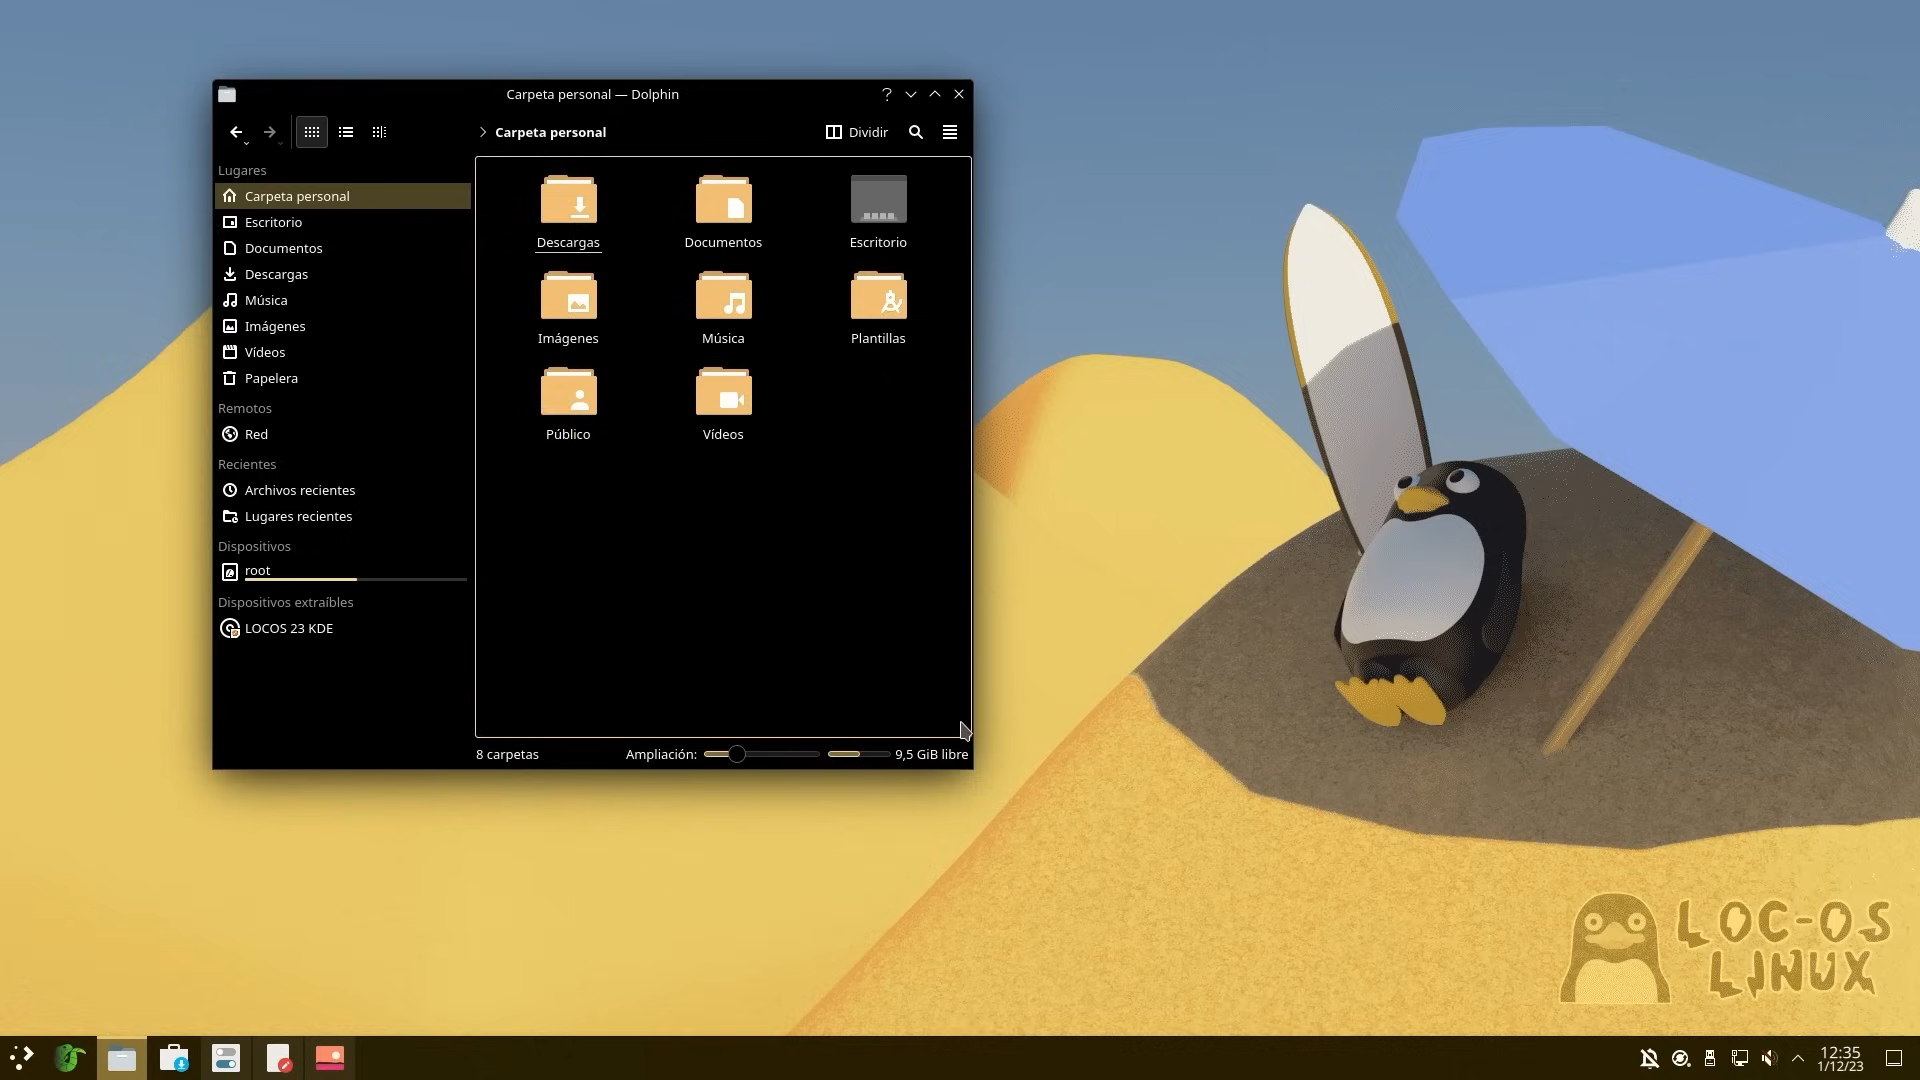 Carpeta personal — Dolphin
Carpeta personal
Dividir
Lugares
Carpeta personal
Escritorio
Documentos
Descargas
Música
Imágenes
Vídeos
Papelera
Remotos
Red
Recientes
Archivos recientes
Lugares recientes
Dispositivos
root
Dispositivos extraíbles
LOCOS 23 KDE
Descargas
Documentos
Escritorio
Imágenes
Música
Plantillas
Público
Vídeos
8 carpetas
Ampliación:
9,5 GiB libre
LOC-OS
LINUX
12:35
1/12/23